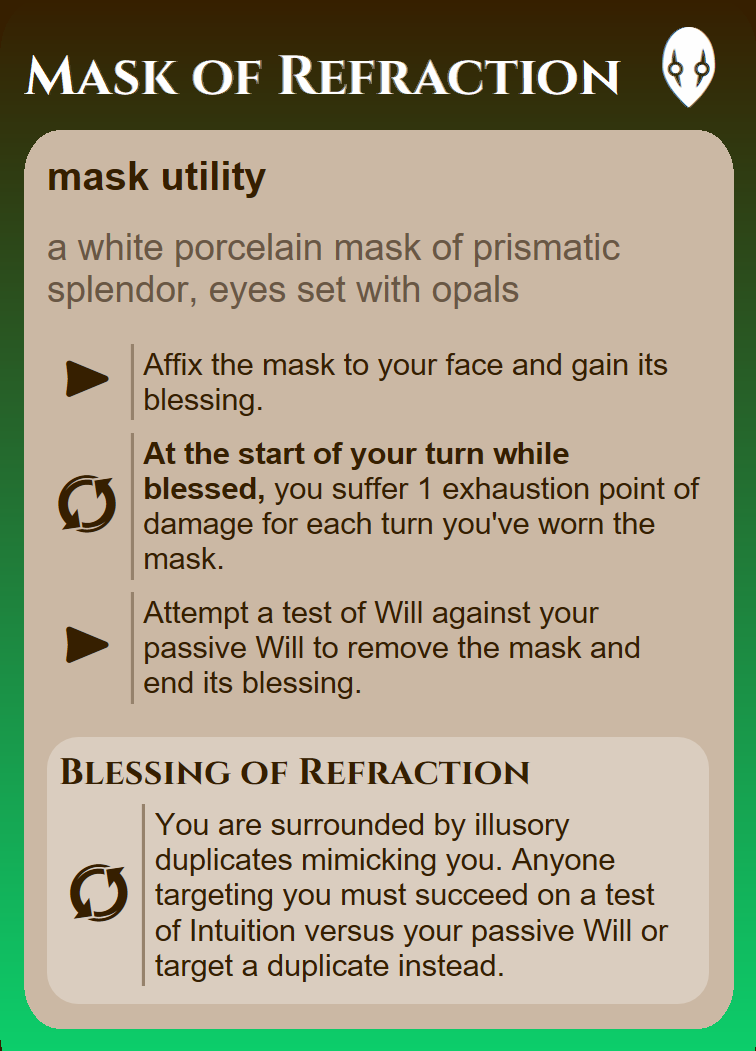 Mask of Refraction
mask utility
a white porcelain mask of prismatic
splendor, eyes set with opals
Affix the mask to your face and gain its
blessing.
At the start of your turn while
blessed, you suffer 1 exhaustion point of
damage for each turn you've worn the
mask.
Attempt a test of Will against your
passive Will to remove the mask and
end its blessing.
Blessing of Refraction
You are surrounded by illusory
duplicates mimicking you. Anyone
targeting you must succeed on a test
of Intuition versus your passive Will or
target a duplicate instead.